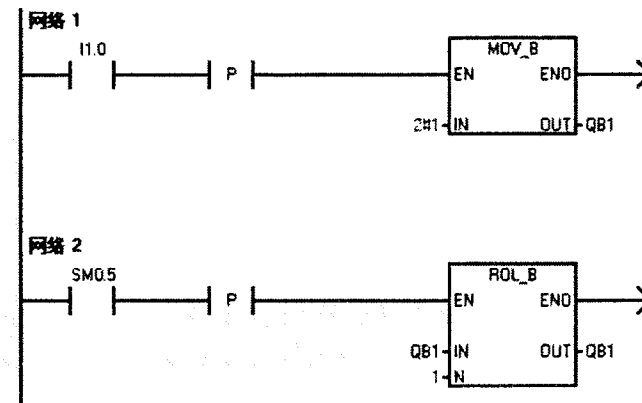 网络 1
I1.0
P
MOV_B
EN ENO
2#1 IN OUT QB1
网络 2
SM0.5
P
ROL_B
EN ENO
QB1 IN OUT QB1
1 N